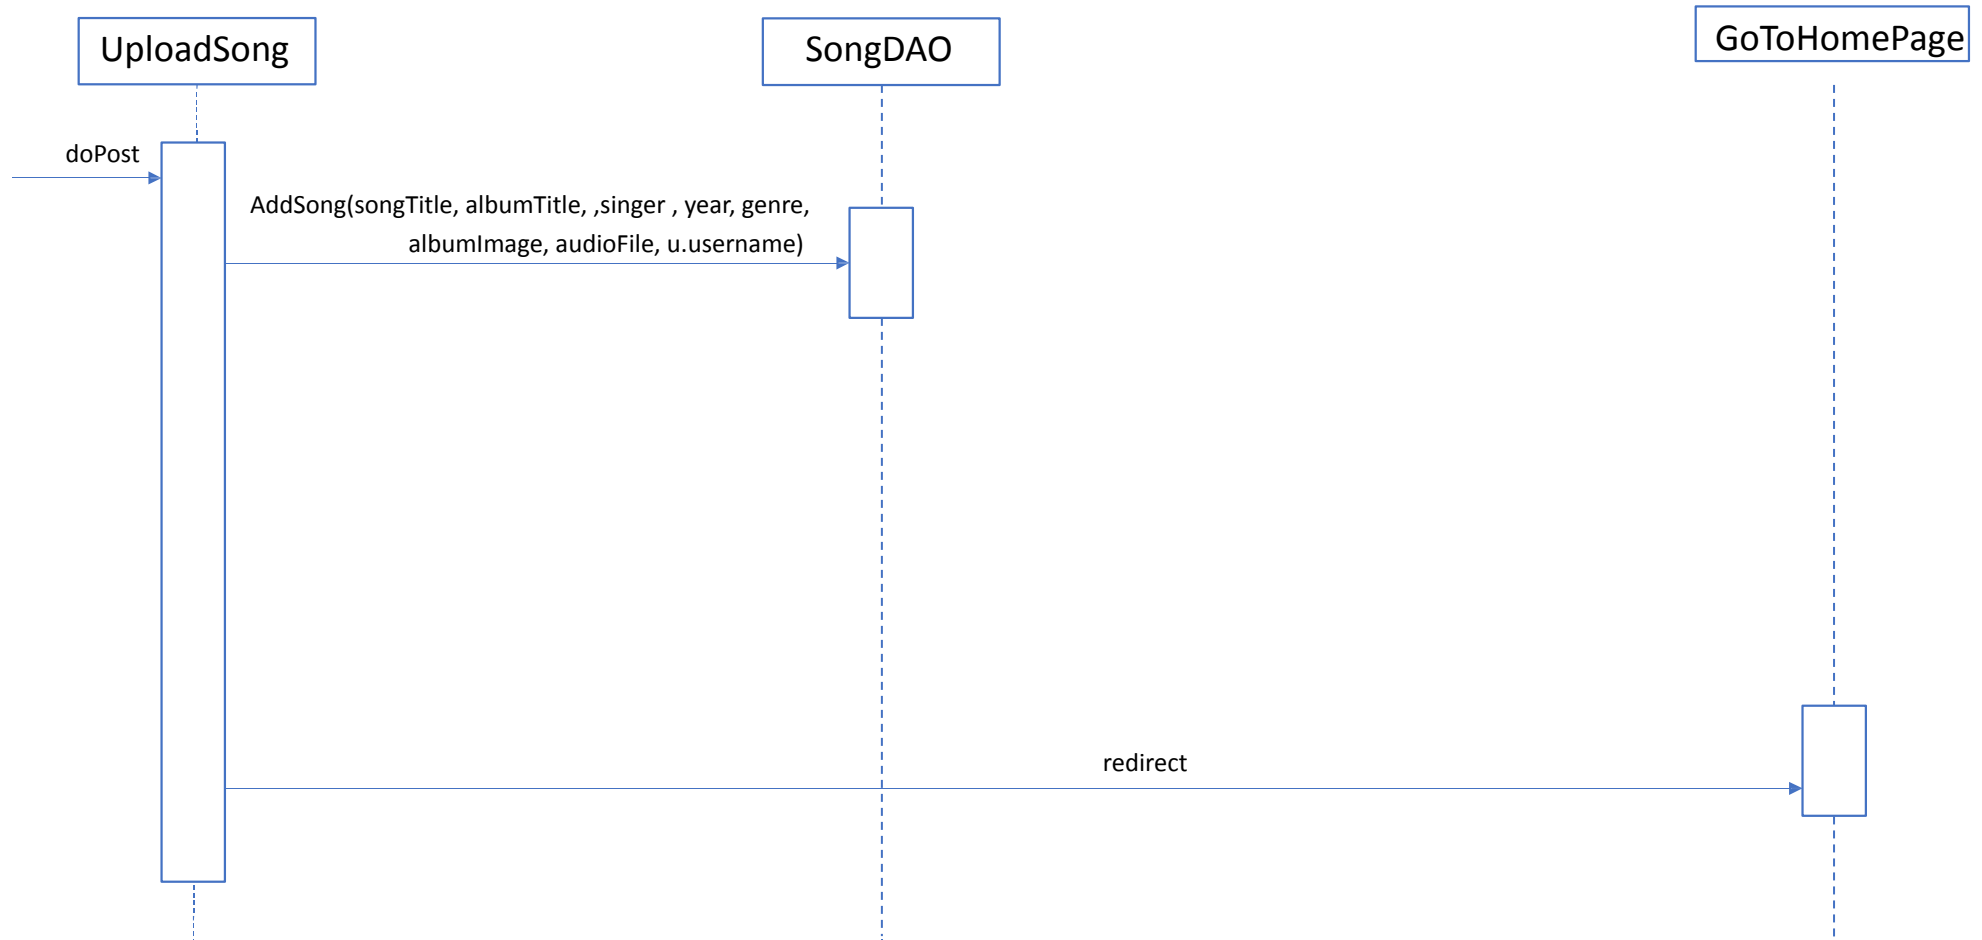 UploadSong
SongDAO
GoToHomePage
doPost
AddSong(songTitle, albumTitle, ,singer , year, genre,
albumImage, audioFile, u.username)
redirect